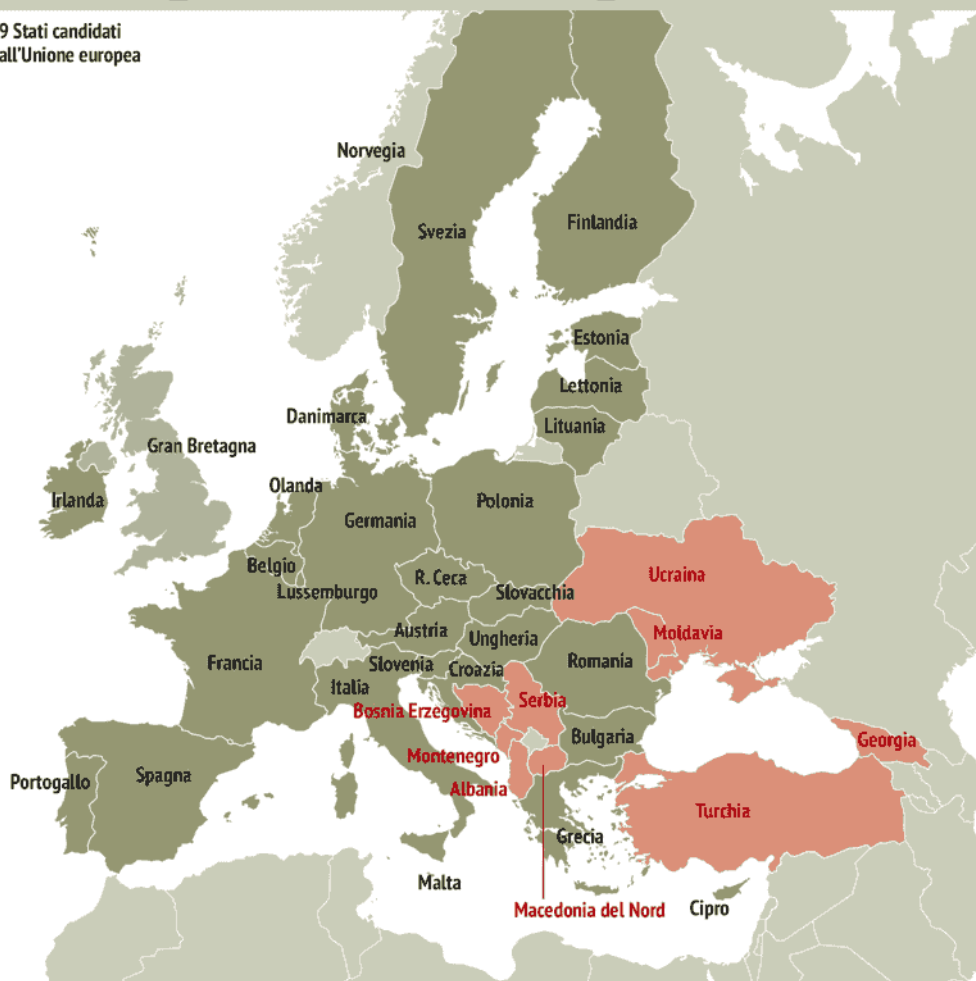 9 Stati candidati
all'Unione europea
Norvegia
Svezia
Finlandia
Estonia
Lettonia
Lituania
Danimarca
Gran Bretagna
Irlanda
Olanda
Polonia
Germania
Belgio
R. Ceca
Lussemburgo
Slovacchia
Ucraina
Austria
Ungheria
Moldavia
Francia
Slovenia
Croazia
Romania
Italia
Serbia
Bosnia Erzegovina
Bulgaria
Georgia
Montenegro
Portogallo
Spagna
Albania
Turchia
Grecia
Malta
Macedonia del Nord
Cipro